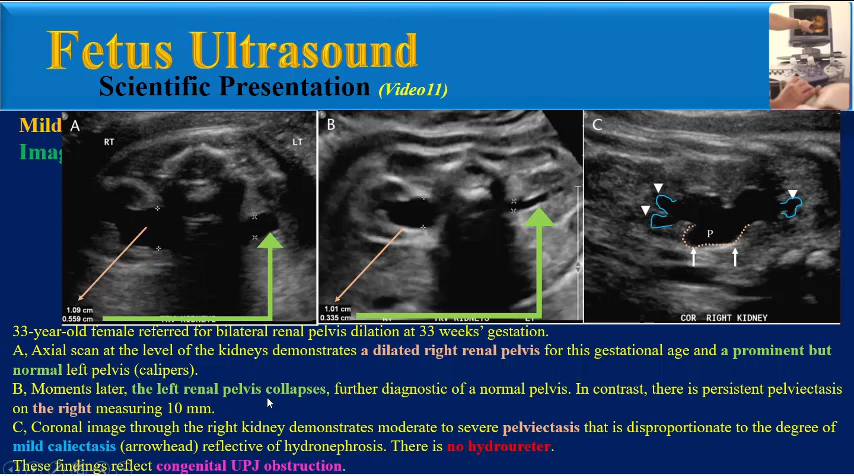 Fetus Ultrasound
Scientific Presentation (Video11)
Mild
A
RT
LT
1.09 cm
0.559 cm
TRV KIDNEYS
B
1.01 cm
0.335 cm
TRV KIDNEYS
C
P
COR RIGHT KIDNEY
33-year-old female referred for bilateral renal pelvis dilation at 33 weeks' gestation.
A, Axial scan at the level of the kidneys demonstrates a dilated right renal pelvis for this gestational age and a prominent but
normal left pelvis (calipers).
B, Moments later, the left renal pelvis collapses, further diagnostic of a normal pelvis. In contrast, there is persistent pelviectasis
on the right measuring 10 mm.
C, Coronal image through the right kidney demonstrates moderate to severe pelviectasis that is disproportionate to the degree of
mild caliectasis (arrowhead) reflective of hydronephrosis. There is no hydroureter.
These findings reflect congenital UPJ obstruction.